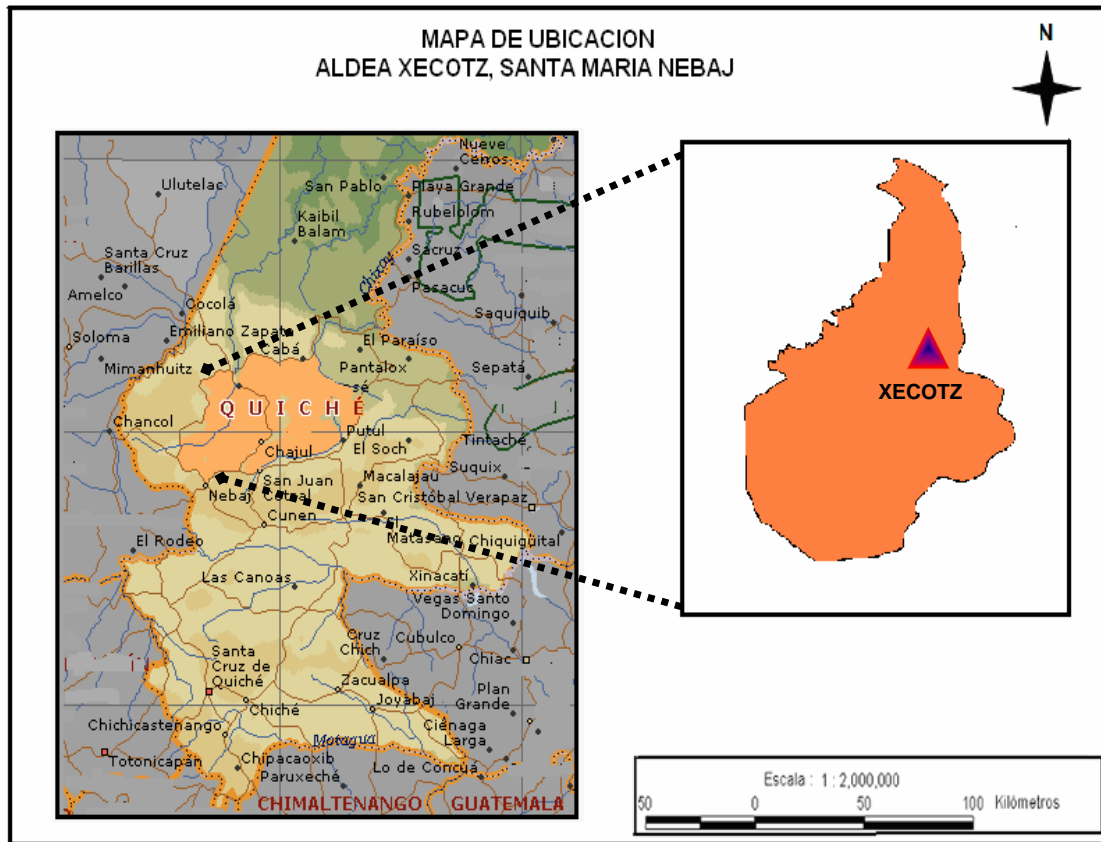 MAPA DE UBICACION
ALDEA XECOTZ, SANTA MARIA NEBAJ
N
Nueve
Cerros
Ulutelac
San Pablo
Playa Grande
Kaibil
Balam
Rubelolom
Santa Cruz
Barillas
Sacruz
Chixoy
Amelco
Pasacuc
Cocolá
Saquiquib
Soloma
Emiliano Zapata
Cabá
El Paraíso
Mimanhuitz
Pantalox
Sepatá
sé
QUICHÉ
Chancol
Putul
Chajul
El Soch
Tintaché
Suquix
San Juan
Cotzal
Macalajau
Nebaj
San Cristóbal Verapaz
Cunen
El
Matasano
Chiquigüital
El Rodeo
Las Canoas
Xinacatí
Vegas Santo
Domingo
Cruz
Chich
Cubulco
Santa
Cruz de
Quiché
Chiac
Zacualpa
Plan
Grande
Chiché
Joyabaj
Chichicastenango
Ciénaga
Larga
Motagua
Totonicapán
Chipacaoxib
Paruxeché
Lo de Concuá
CHIMALTENANGO
GUATEMALA
XECOTZ
Escala : 1 : 2,000,000
50 0 50 100 Kilómetros